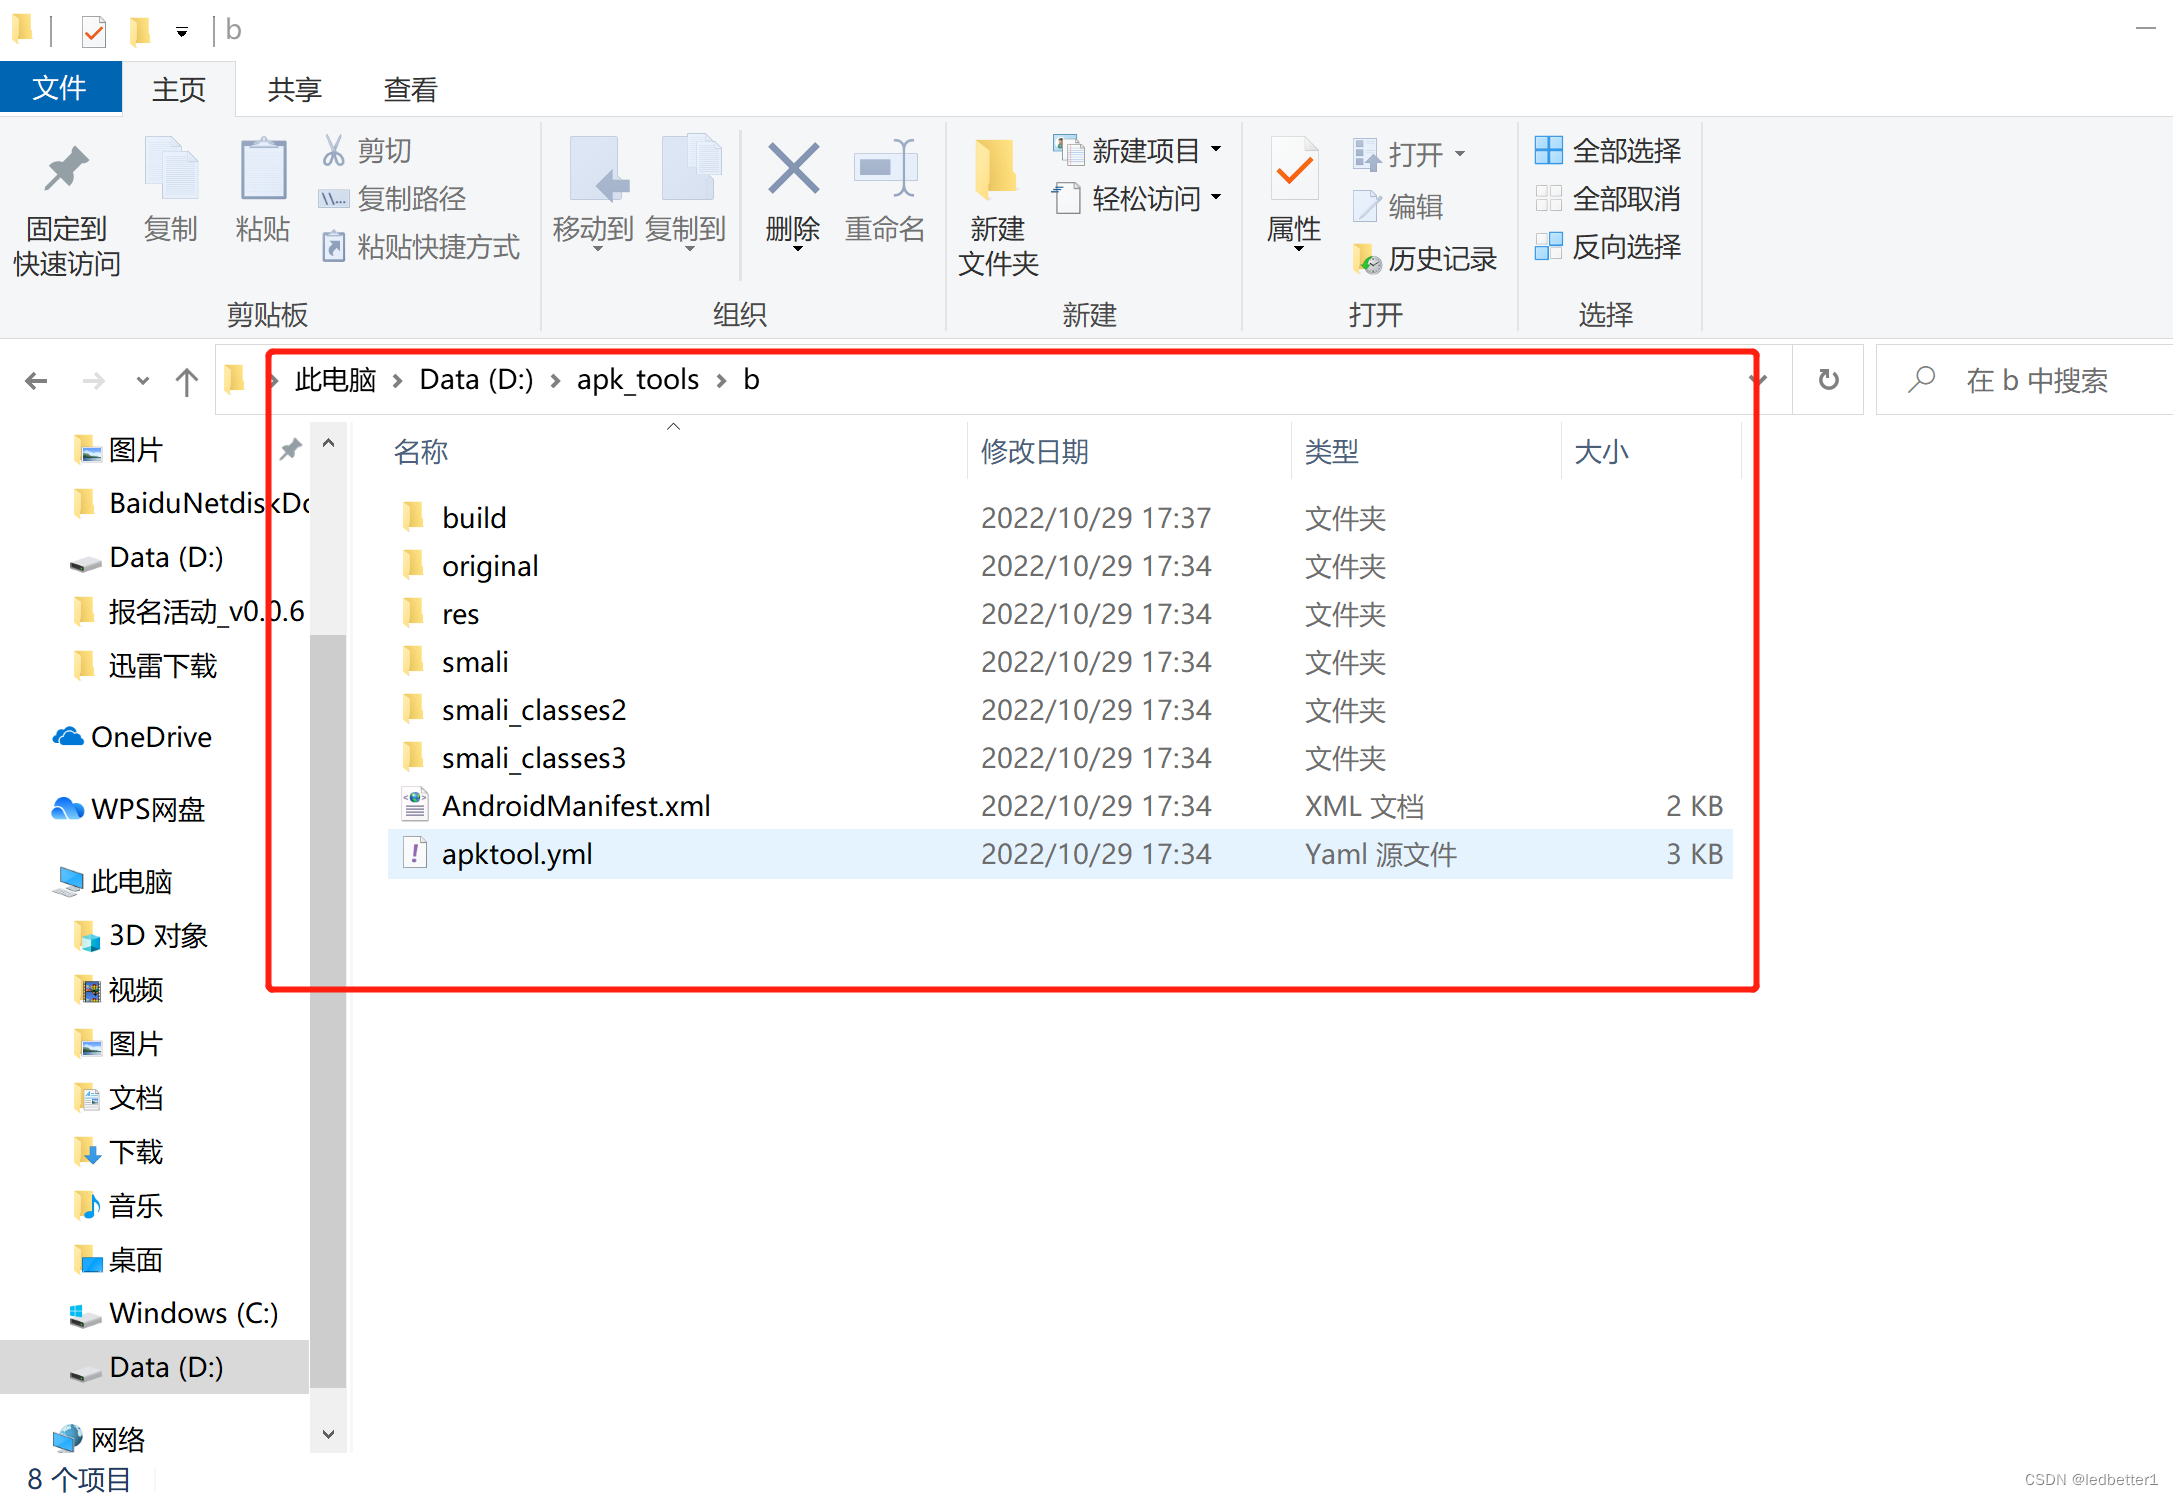 b
文件 主页 共享 查看
固定到
快速访问
复制
粘贴
剪切
复制路径
粘贴快捷方式
剪贴板
移动到 复制到 删除 重命名
组织
新建
文件夹
新建项目
轻松访问
新建
属性
打开
编辑
历史记录
打开
全部选择
全部取消
反向选择
选择
此电脑 Data (D:) apk_tools b
在 b 中搜索
图片
BaiduNetdiskDo
Data (D:)
报名活动_v0.0.6
迅雷下载
OneDrive
WPS网盘
此电脑
3D 对象
视频
图片
文档
下载
音乐
桌面
Windows (C:)
Data (D:)
网络
名称 修改日期 类型 大小
build 2022/10/29 17:37 文件夹
original 2022/10/29 17:34 文件夹
res 2022/10/29 17:34 文件夹
smali 2022/10/29 17:34 文件夹
smali_classes2 2022/10/29 17:34 文件夹
smali_classes3 2022/10/29 17:34 文件夹
AndroidManifest.xml 2022/10/29 17:34 XML 文档 2 KB
apktool.yml 2022/10/29 17:34 Yaml 源文件 3 KB
8 个项目
CSDN @ledbetter1